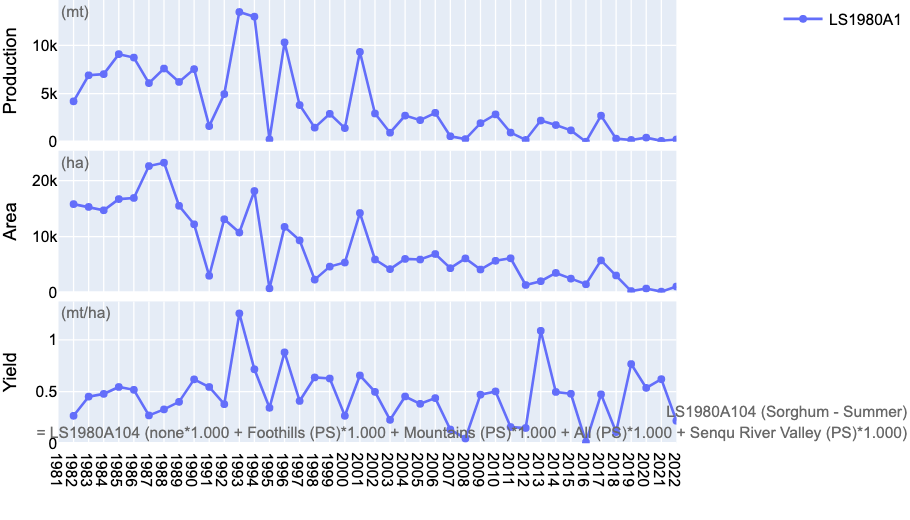 (mt)
LS1980A1
Production
10k
5k
0
(ha)
Area
20k
10k
0
(mt/ha)
Yield
1
0.5
0
LS1980A104 (Sorghum - Summer)
= LS1980A104 (none*1.000 + Foothills (PS)*1.000 + Mountains (PS)*1.000 + All (PS)*1.000 + Senqu River Valley (PS)*1.000)
1981 1982 1983 1984 1985 1986 1987 1989 1990 1991 1992 1993 1994 1995 1996 1997 1998 1999 2000 2001 2002 2003 2004 2005 2006 2007 2008 2009 2010 2011 2012 2013 2014 2015 2016 2017 2018 2019 2020 2021 2022